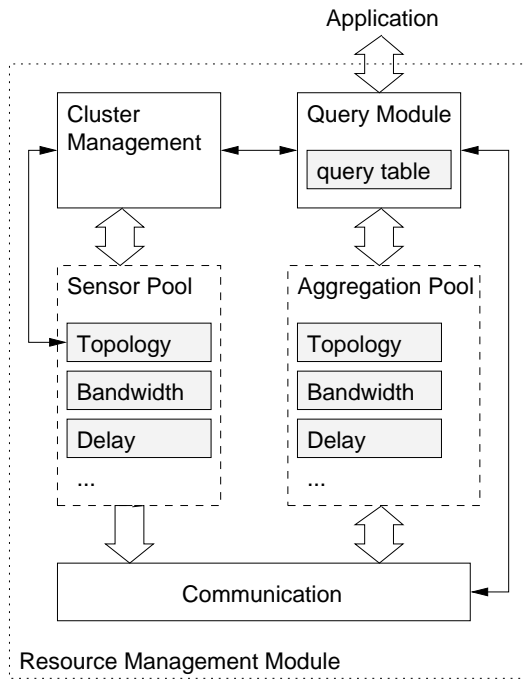 Application
Cluster
Management
Query Module
query table
Sensor Pool
Topology
Bandwidth
Delay
...
Aggregation Pool
Topology
Bandwidth
Delay
...
Communication
Resource Management Module